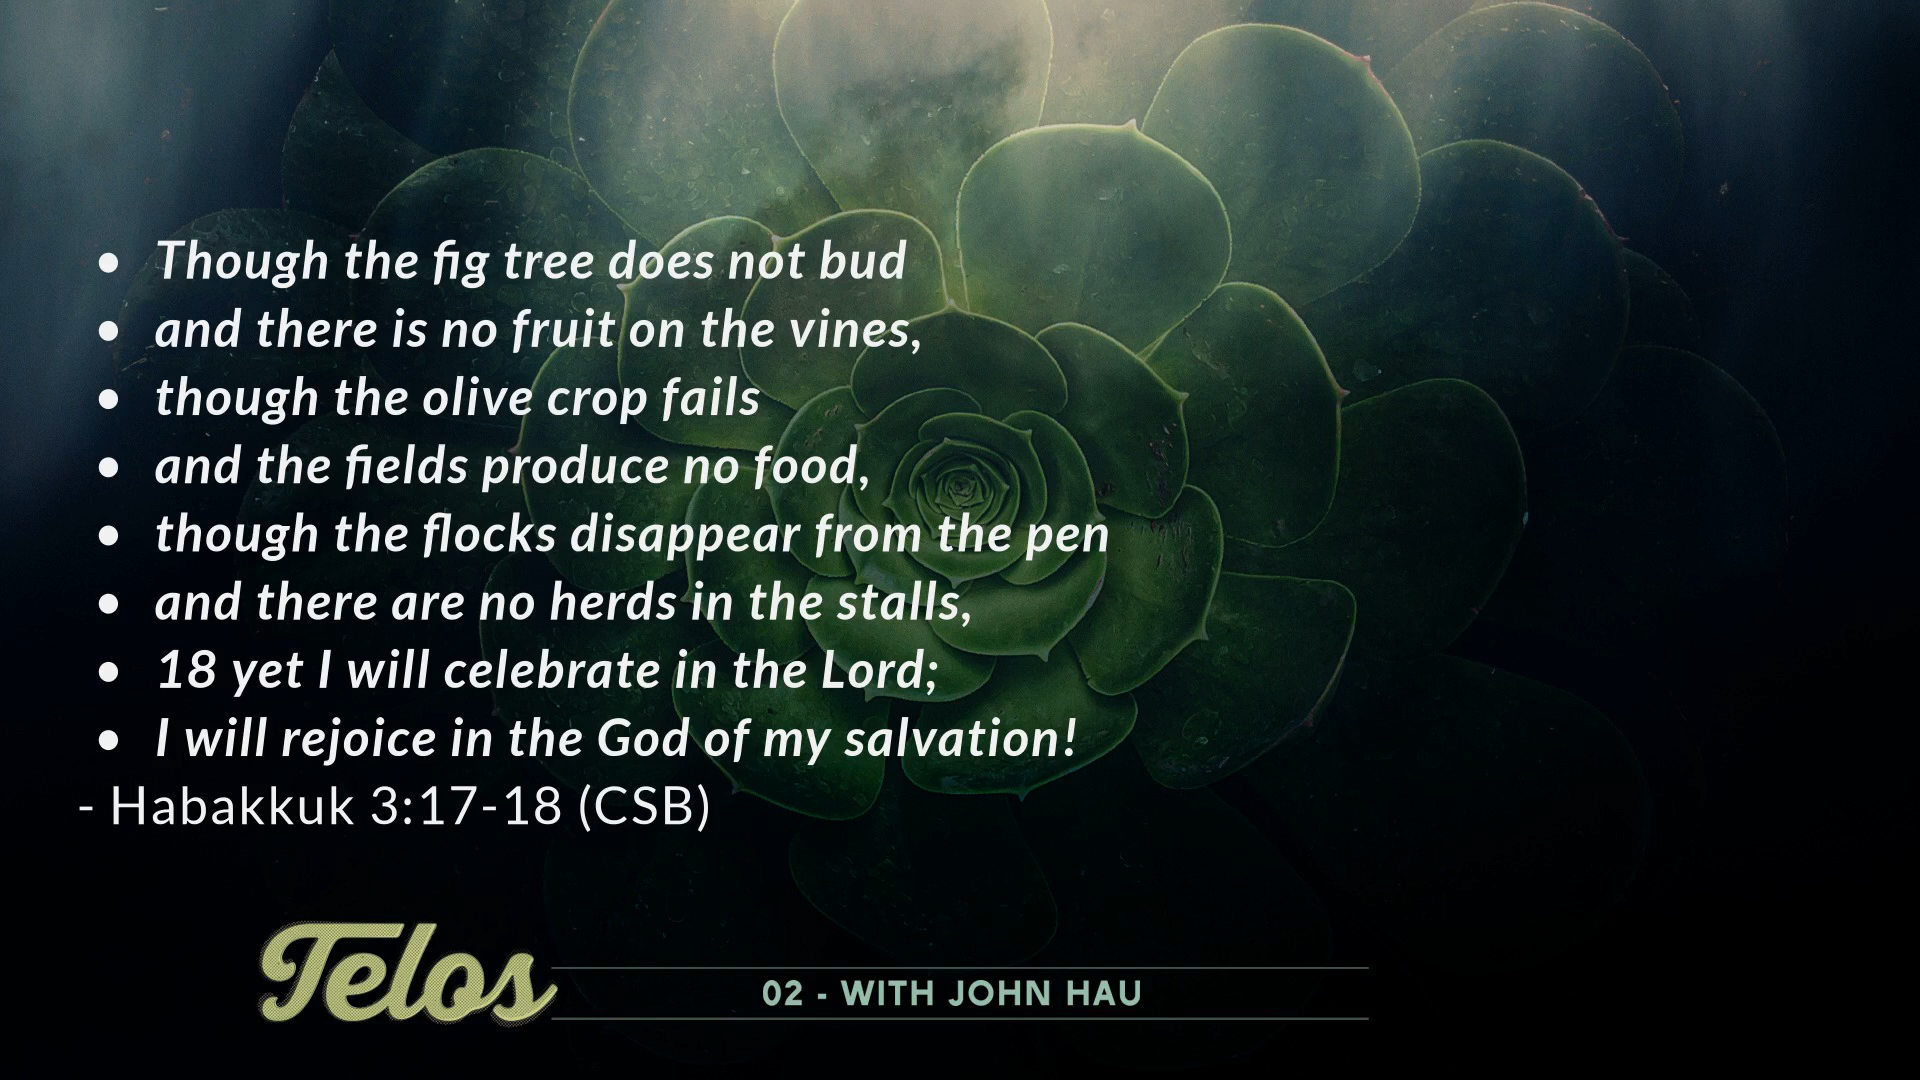 • Though the fig tree does not bud
• and there is no fruit on the vines,
• though the olive crop fails
• and the fields produce no food,
• though the flocks disappear from the pen
• and there are no herds in the stalls,
• 18 yet I will celebrate in the Lord;
• I will rejoice in the God of my salvation!
- Habakkuk 3:17-18 (CSB)
Telos
02 - WITH JOHN HAU